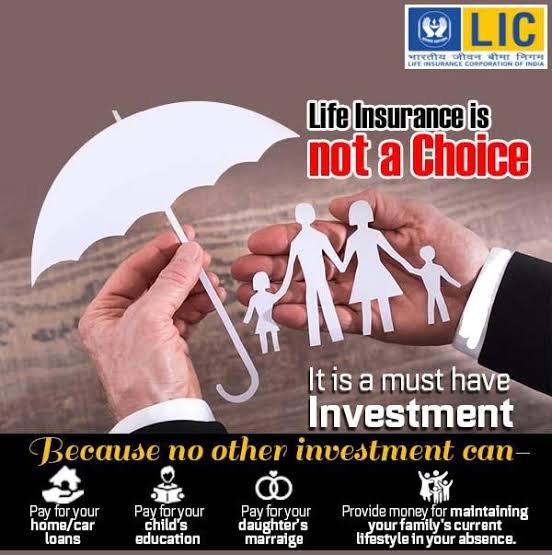 LIC
भारतीय जीवन बीमा निगम
LIFE INSURANCE CORPORATION OF INDIA
Life Insurance is
not a Choice
It is a must have
Investment
Because no other investment can–
Pay for your
home/car
loans
Pay for your
child's
education
Pay for your
daughter's
marraige
Provide money for maintaining
your family's current
lifestyle in your absence.